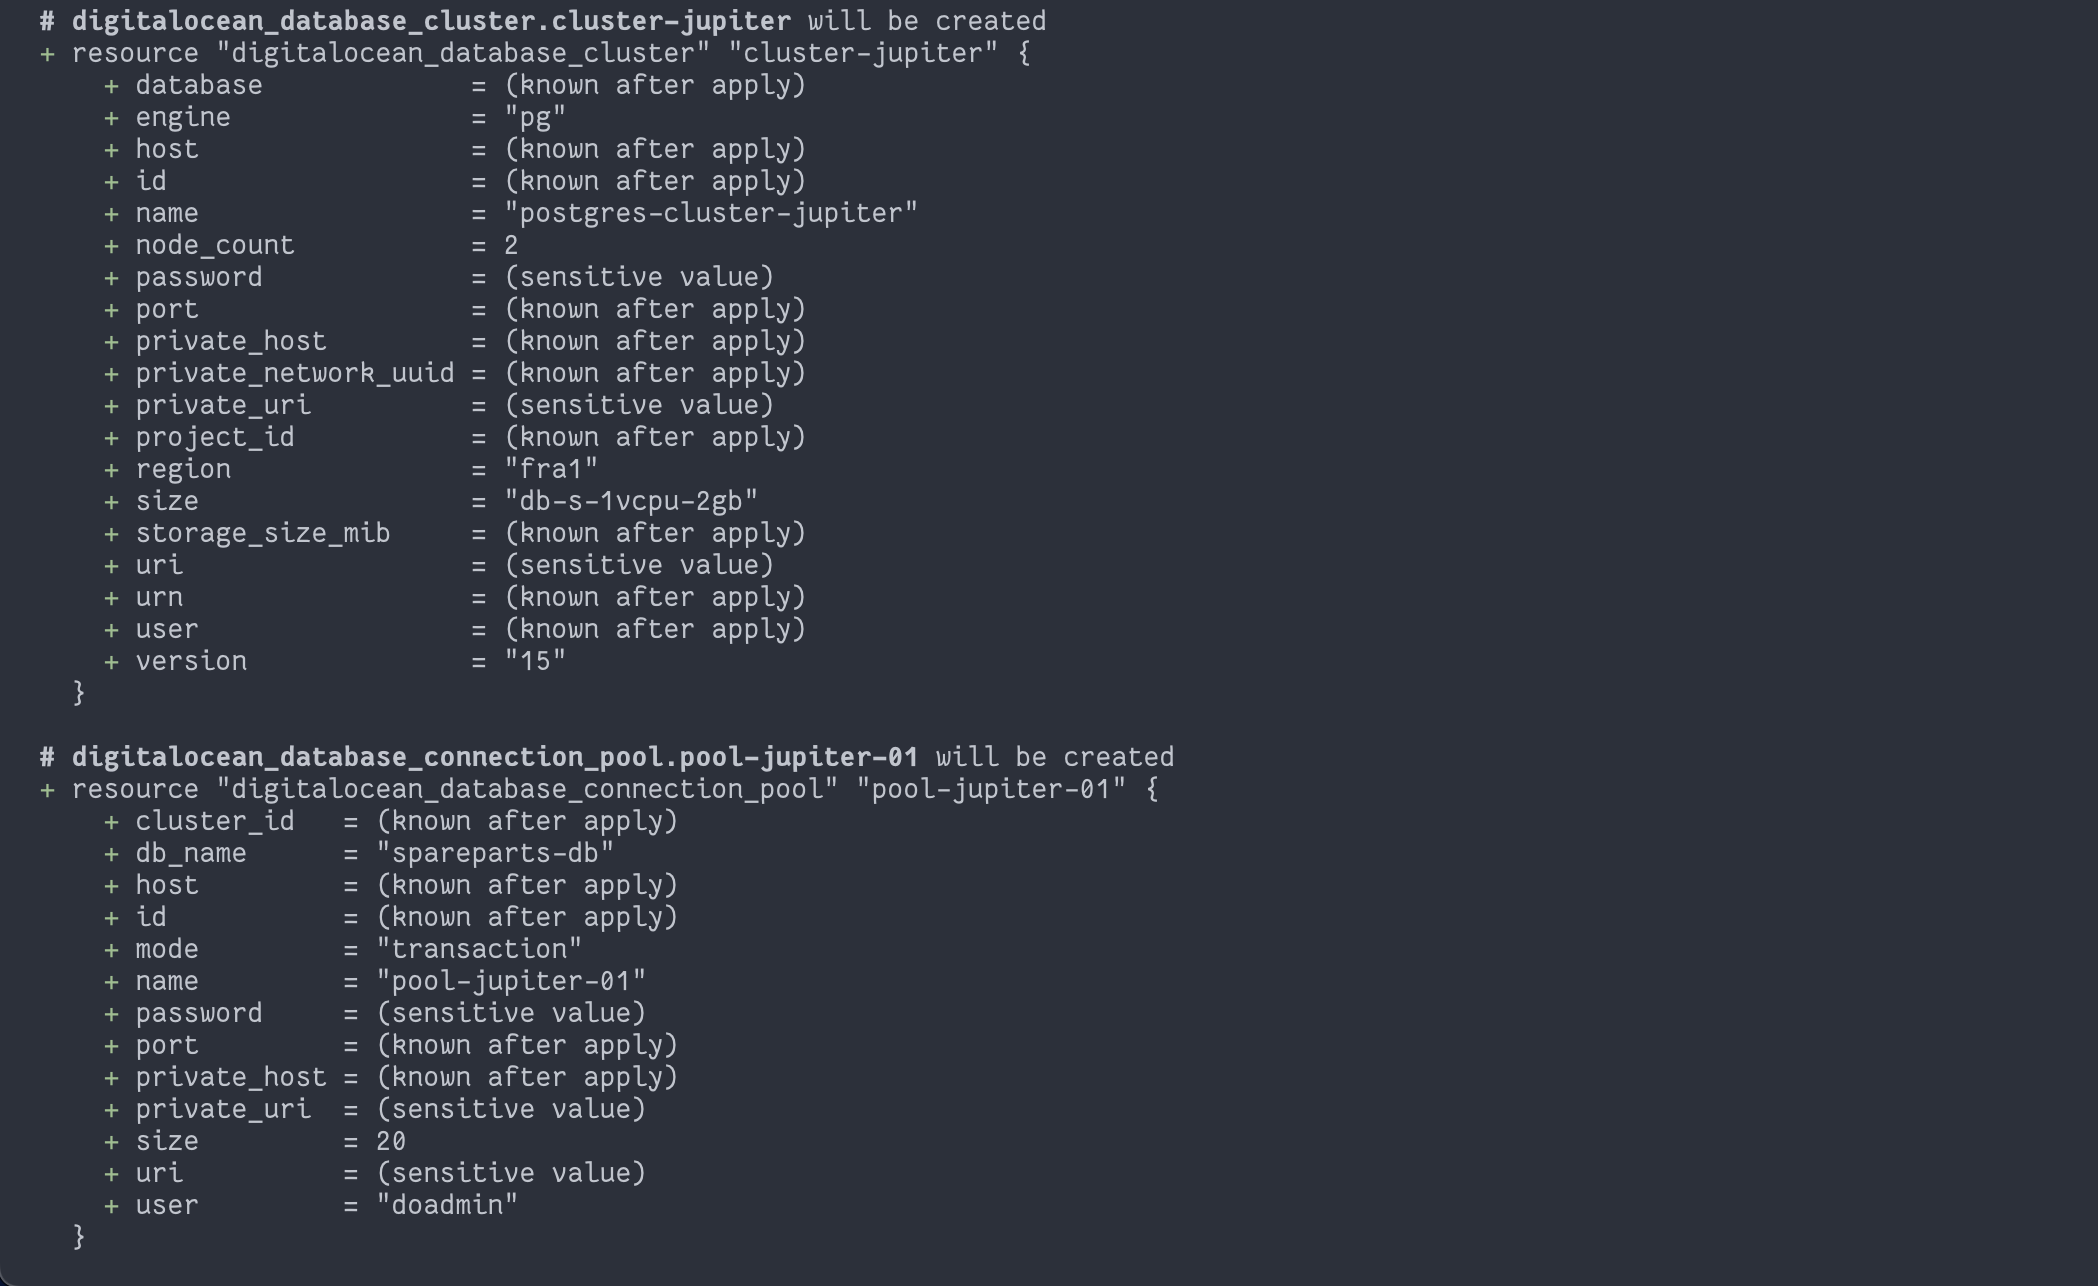 # digitalocean_database_cluster.cluster-jupiter will be created
+ resource "digitalocean_database_cluster" "cluster-jupiter" {
    + database             = (known after apply)
    + engine               = "pg"
    + host                 = (known after apply)
    + id                   = (known after apply)
    + name                 = "postgres-cluster-jupiter"
    + node_count           = 2
    + password             = (sensitive value)
    + port                 = (known after apply)
    + private_host         = (known after apply)
    + private_network_uuid = (known after apply)
    + private_uri          = (sensitive value)
    + project_id           = (known after apply)
    + region               = "fra1"
    + size                 = "db-s-1vcpu-2gb"
    + storage_size_mib     = (known after apply)
    + uri                  = (sensitive value)
    + urn                  = (known after apply)
    + user                 = (known after apply)
    + version              = "15"
  }

# digitalocean_database_connection_pool.pool-jupiter-01 will be created
+ resource "digitalocean_database_connection_pool" "pool-jupiter-01" {
    + cluster_id   = (known after apply)
    + db_name      = "spareparts-db"
    + host         = (known after apply)
    + id           = (known after apply)
    + mode         = "transaction"
    + name         = "pool-jupiter-01"
    + password     = (sensitive value)
    + port         = (known after apply)
    + private_host = (known after apply)
    + private_uri  = (sensitive value)
    + size         = 20
    + uri          = (sensitive value)
    + user         = "doadmin"
  }